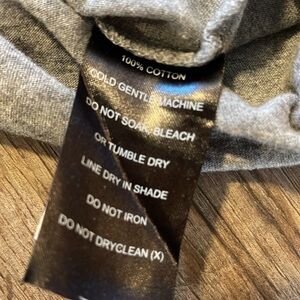 100% COTTON
COLD GENTLE MACHINE
DO NOT SOAK, BLEACH
OR TUMBLE DRY
LINE DRY IN SHADE
DO NOT IRON
DO NOT DRYCLEAN (X)